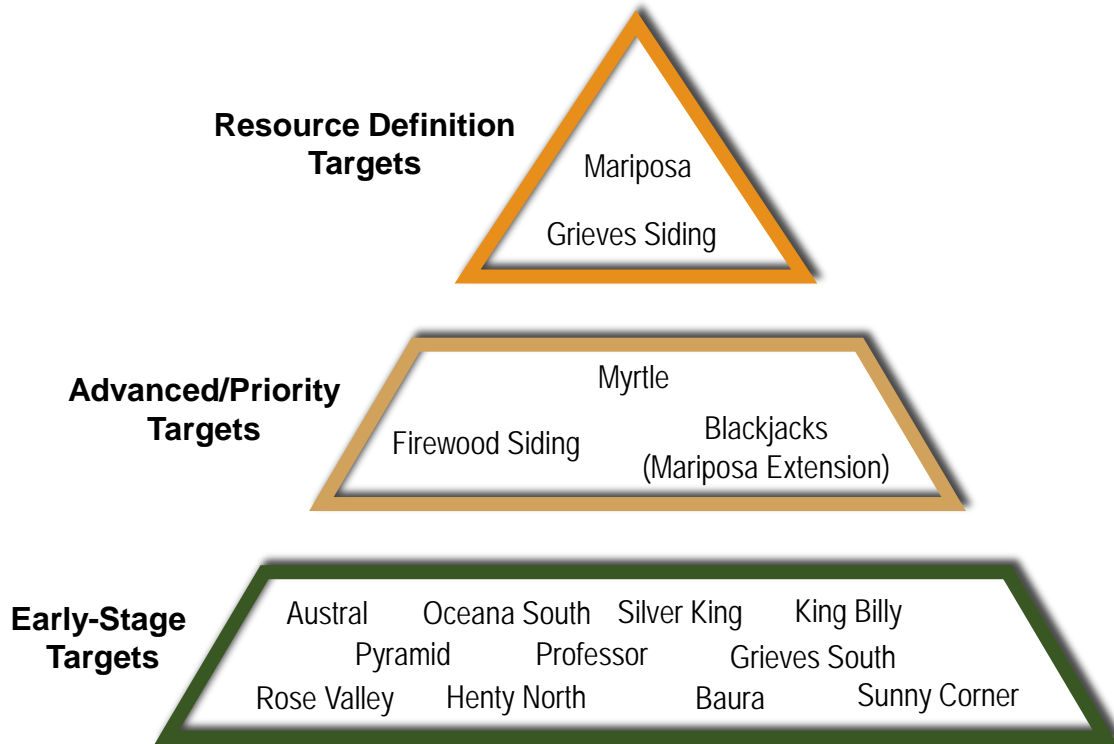 Resource Definition
Targets
Mariposa
Grieves Siding
Advanced/Priority
Targets
Myrtle
Firewood Siding
Blackjacks
(Mariposa Extension)
Early-Stage
Targets
Austral Oceana South Silver King King Billy
Pyramid Professor Grieves South
Rose Valley Henty North Baura Sunny Corner